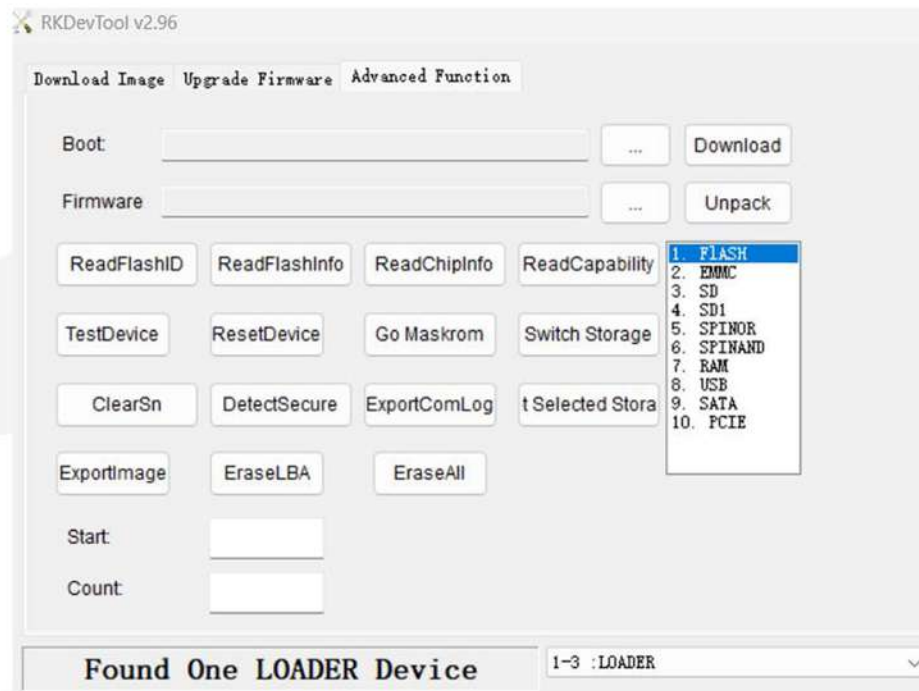 RKDevTool v2.96
Download Image Upgrade Firmware Advanced Function
Boot: ... Download
Firmware ... Unpack
ReadFlashID ReadFlashInfo ReadChipInfo ReadCapability
TestDevice ResetDevice Go Maskrom Switch Storage
ClearSn DetectSecure ExportComLog t Selected Stora
ExportImage EraseLBA EraseAll
1. FlASH
2. EMMC
3. SD
4. SD1
5. SPINOR
6. SPINAND
7. RAM
8. USB
9. SATA
10. PCIE
Start:
Count:
Found One LOADER Device
1-3 :LOADER